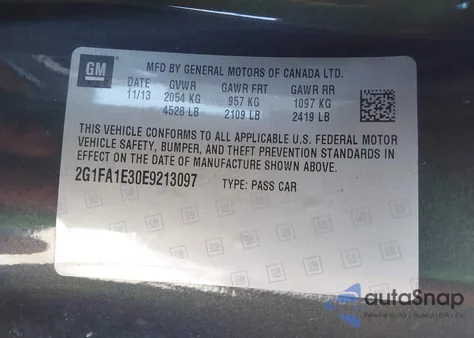 GM
MFD BY GENERAL MOTORS OF CANADA LTD.
DATE GVWR GAWR FRT GAWR RR
11/13 2054 KG 957 KG 1097 KG
4528 LB 2109 LB 2419 LB
THIS VEHICLE CONFORMS TO ALL APPLICABLE U.S. FEDERAL MOTOR
VEHICLE SAFETY, BUMPER, AND THEFT PREVENTION STANDARDS IN
EFFECT ON THE DATE OF MANUFACTURE SHOWN ABOVE.
2G1FA1E30E9213097 TYPE: PASS CAR
autoSnap